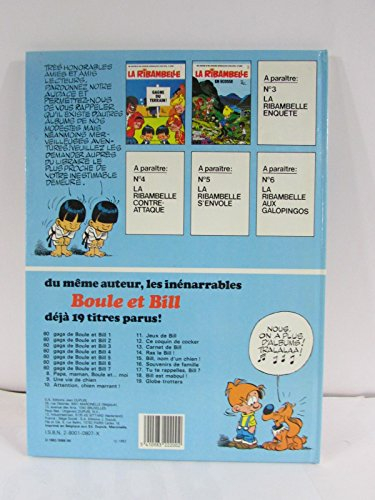 TRÈS HONORABLES
AMIES ET AMIS
LECTEURS,
PARDONNEZ NOTRE
AUDACE ET
PERMETTEZ-NOUS
DE VOUS RAPPELER
QU'IL EXISTE D'AUTRES
ALBUMS DE NOS
MODESTES MAIS
NÉANMOINS MER-
VEILLEUSES AVEN-
TURES. VEUILLEZ LES
DEMANDER AUPRÈS
DU LIBRAIRE LE
PLUS PROCHE DE
VOTRE INESTIMABLE
DEMEURE...
LA RIBAMBELLE
GAGNE DU
TERRAIN!
LA RIBAMBELLE
EN ECOSSE
A paraître:
N°3
LA
RIBAMBELLE
ENQUÊTE
A paraître:
N°4
LA
RIBAMBELLE
CONTRE-
ATTAQUE
A paraître:
N°5
LA
RIBAMBELLE
S'ENVOLE
A paraître:
N°6
LA
RIBAMBELLE
AUX
GALOPINGOS
du même auteur, les inénarrables
Boule et Bill
déjà 19 titres parus!
60 gags de Boule et Bill 1
60 gags de Boule et Bill 2
60 gags de Boule et Bill 3
60 gags de Boule et Bill 4
60 gags de Boule et Bill 5
60 gags de Boule et Bill 6
60 gags de Boule et Bill 7
8. Papa, maman, Boule et... moi
9. Une vie de chien
10. Attention, chien marrant!
11. Jeux de Bill
12. Ce coquin de cocker
13. Carnet de Bill
14. Ras le Bill!
15. Bill, nom d'un chien!
16. Souvenirs de famille
17. Tu te rappelles, Bill?
18. Bill est maboul!
19. Globe-trotters
NOUS,
ON A PLUS
D'ALBUMS!
TRALALAA!
I.S.B.N. 2-8001-0927-X